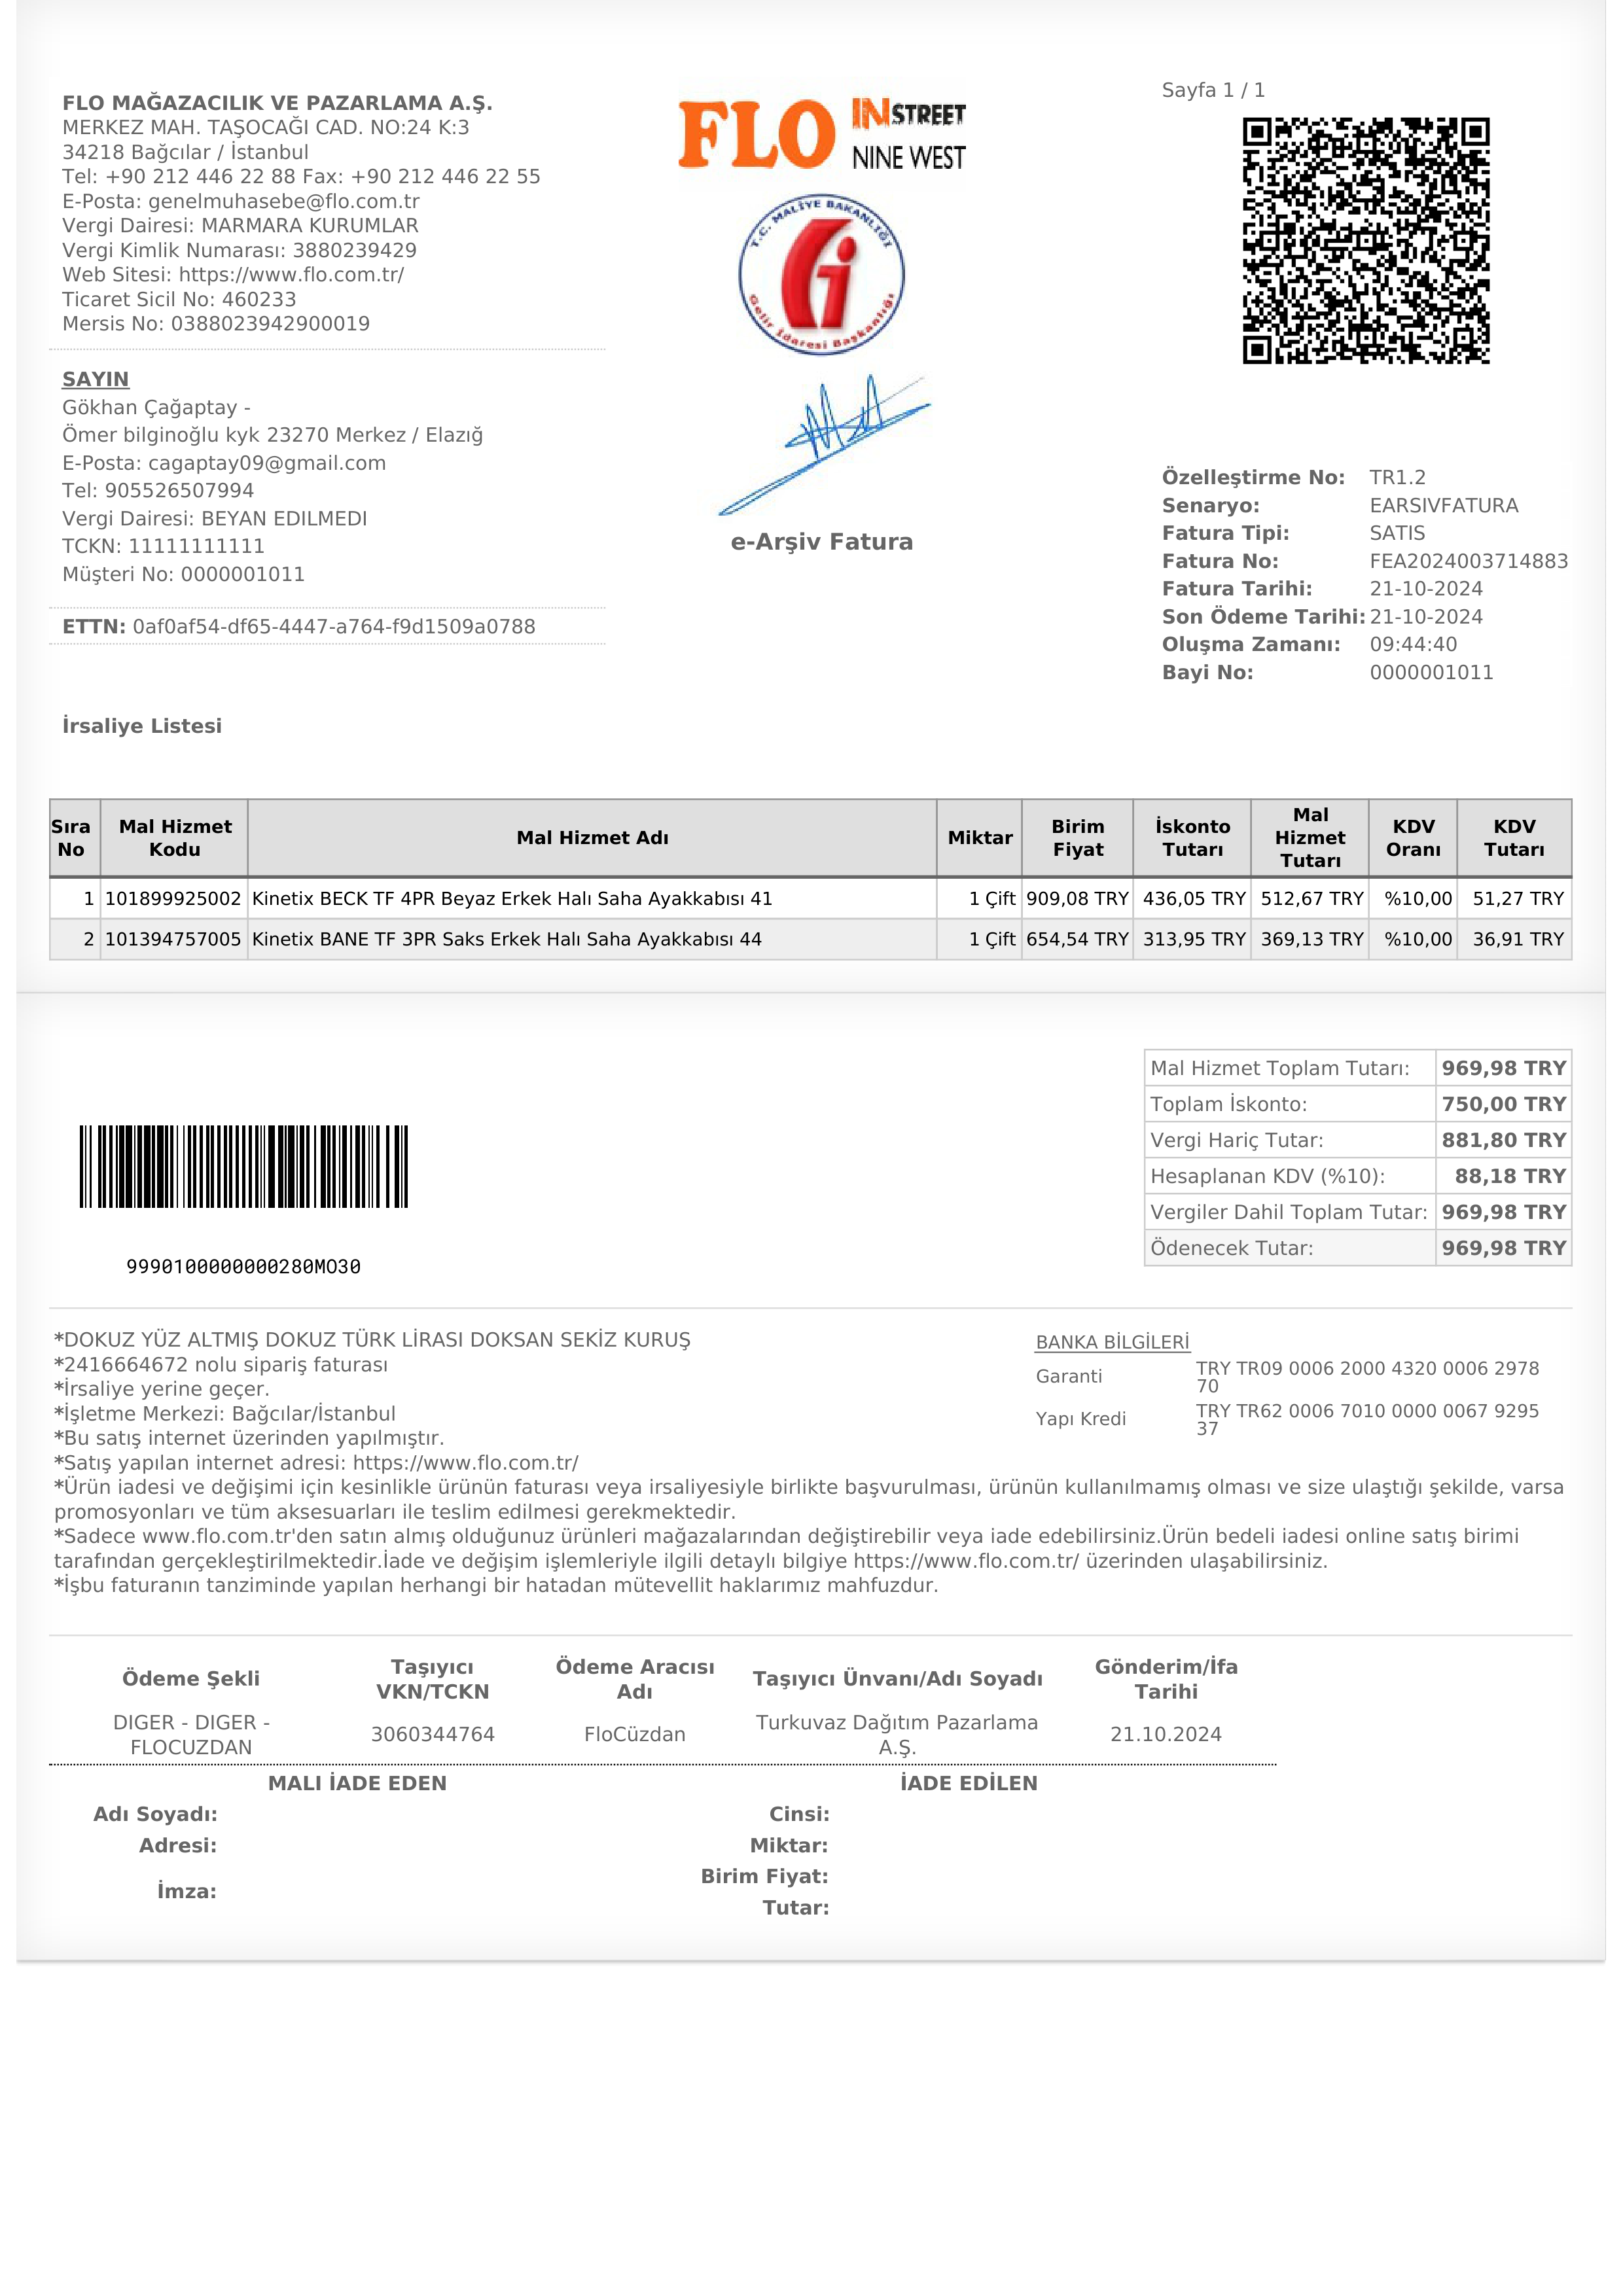 FLO MAĞAZACILIK VE PAZARLAMA A.Ş.
MERKEZ MAH. TAŞOCAĞI CAD. NO:24 K:3
34218 Bağcılar / İstanbul
Tel: +90 212 446 22 88 Fax: +90 212 446 22 55
E-Posta: genelmuhasebe@flo.com.tr
Vergi Dairesi: MARMARA KURUMLAR
Vergi Kimlik Numarası: 3880239429
Web Sitesi: https://www.flo.com.tr/
Ticaret Sicil No: 460233
Mersis No: 0388023942900019
SAYIN
Gökhan Çağaptay -
Ömer bilginoğlu kyk 23270 Merkez / Elazığ
E-Posta: cagaptay09@gmail.com
Tel: 905526507994
Vergi Dairesi: BEYAN EDILMEDI
TCKN: 11111111111
Müşteri No: 0000001011
ETTN: 0af0af54-df65-4447-a764-f9d1509a0788
FLO INSTREET
NINE WEST
T.C. MALİYE BAKANLIĞI
Gelir İdaresi Başkanlığı
e-Arşiv Fatura
Sayfa 1 / 1
Özelleştirme No: TR1.2
Senaryo: EARSIVFATURA
Fatura Tipi: SATIS
Fatura No: FEA2024003714883
Fatura Tarihi: 21-10-2024
Son Ödeme Tarihi: 21-10-2024
Oluşma Zamanı: 09:44:40
Bayi No: 0000001011
İrsaliye Listesi
Sıra No Mal Hizmet Kodu Mal Hizmet Adı Miktar Birim Fiyat İskonto Tutarı Mal Hizmet Tutarı KDV Oranı KDV Tutarı
1 101899925002 Kinetix BECK TF 4PR Beyaz Erkek Halı Saha Ayakkabısı 41 1 Çift 909,08 TRY 436,05 TRY 512,67 TRY %10,00 51,27 TRY
2 101394757005 Kinetix BANE TF 3PR Saks Erkek Halı Saha Ayakkabısı 44 1 Çift 654,54 TRY 313,95 TRY 369,13 TRY %10,00 36,91 TRY
Mal Hizmet Toplam Tutarı: 969,98 TRY
Toplam İskonto: 750,00 TRY
Vergi Hariç Tutar: 881,80 TRY
Hesaplanan KDV (%10): 88,18 TRY
Vergiler Dahil Toplam Tutar: 969,98 TRY
Ödenecek Tutar: 969,98 TRY
9990100000000280MO30
*DOKUZ YÜZ ALTMIŞ DOKUZ TÜRK LİRASI DOKSAN SEKİZ KURUŞ
*2416664672 nolu sipariş faturası
*İrsaliye yerine geçer.
*İşletme Merkezi: Bağcılar/İstanbul
*Bu satış internet üzerinden yapılmıştır.
*Satış yapılan internet adresi: https://www.flo.com.tr/
BANKA BİLGİLERİ
Garanti TRY TR09 0006 2000 4320 0006 2978
70
Yapı Kredi TRY TR62 0006 7010 0000 0067 9295
37
*Ürün iadesi ve değişimi için kesinlikle ürünün faturası veya irsaliyesiyle birlikte başvurulması, ürünün kullanılmamış olması ve size ulaştığı şekilde, varsa
promosyonları ve tüm aksesuarları ile teslim edilmesi gerekmektedir.
*Sadece www.flo.com.tr'den satın almış olduğunuz ürünleri mağazalarından değiştirebilir veya iade edebilirsiniz.Ürün bedeli iadesi online satış birimi
tarafından gerçekleştirilmektedir.İade ve değişim işlemleriyle ilgili detaylı bilgiye https://www.flo.com.tr/ üzerinden ulaşabilirsiniz.
*İşbu faturanın tanziminde yapılan herhangi bir hatadan mütevellit haklarımız mahfuzdur.
Ödeme Şekli Taşıyıcı VKN/TCKN Ödeme Aracısı Adı Taşıyıcı Ünvanı/Adı Soyadı Gönderim/İfa Tarihi
DIGER - DIGER - FLOCUZDAN 3060344764 FloCüzdan Turkuvaz Dağıtım Pazarlama A.Ş. 21.10.2024
MALI İADE EDEN İADE EDİLEN
Adı Soyadı: Cinsi:
Adresi: Miktar:
Birim Fiyat:
İmza:
Tutar: